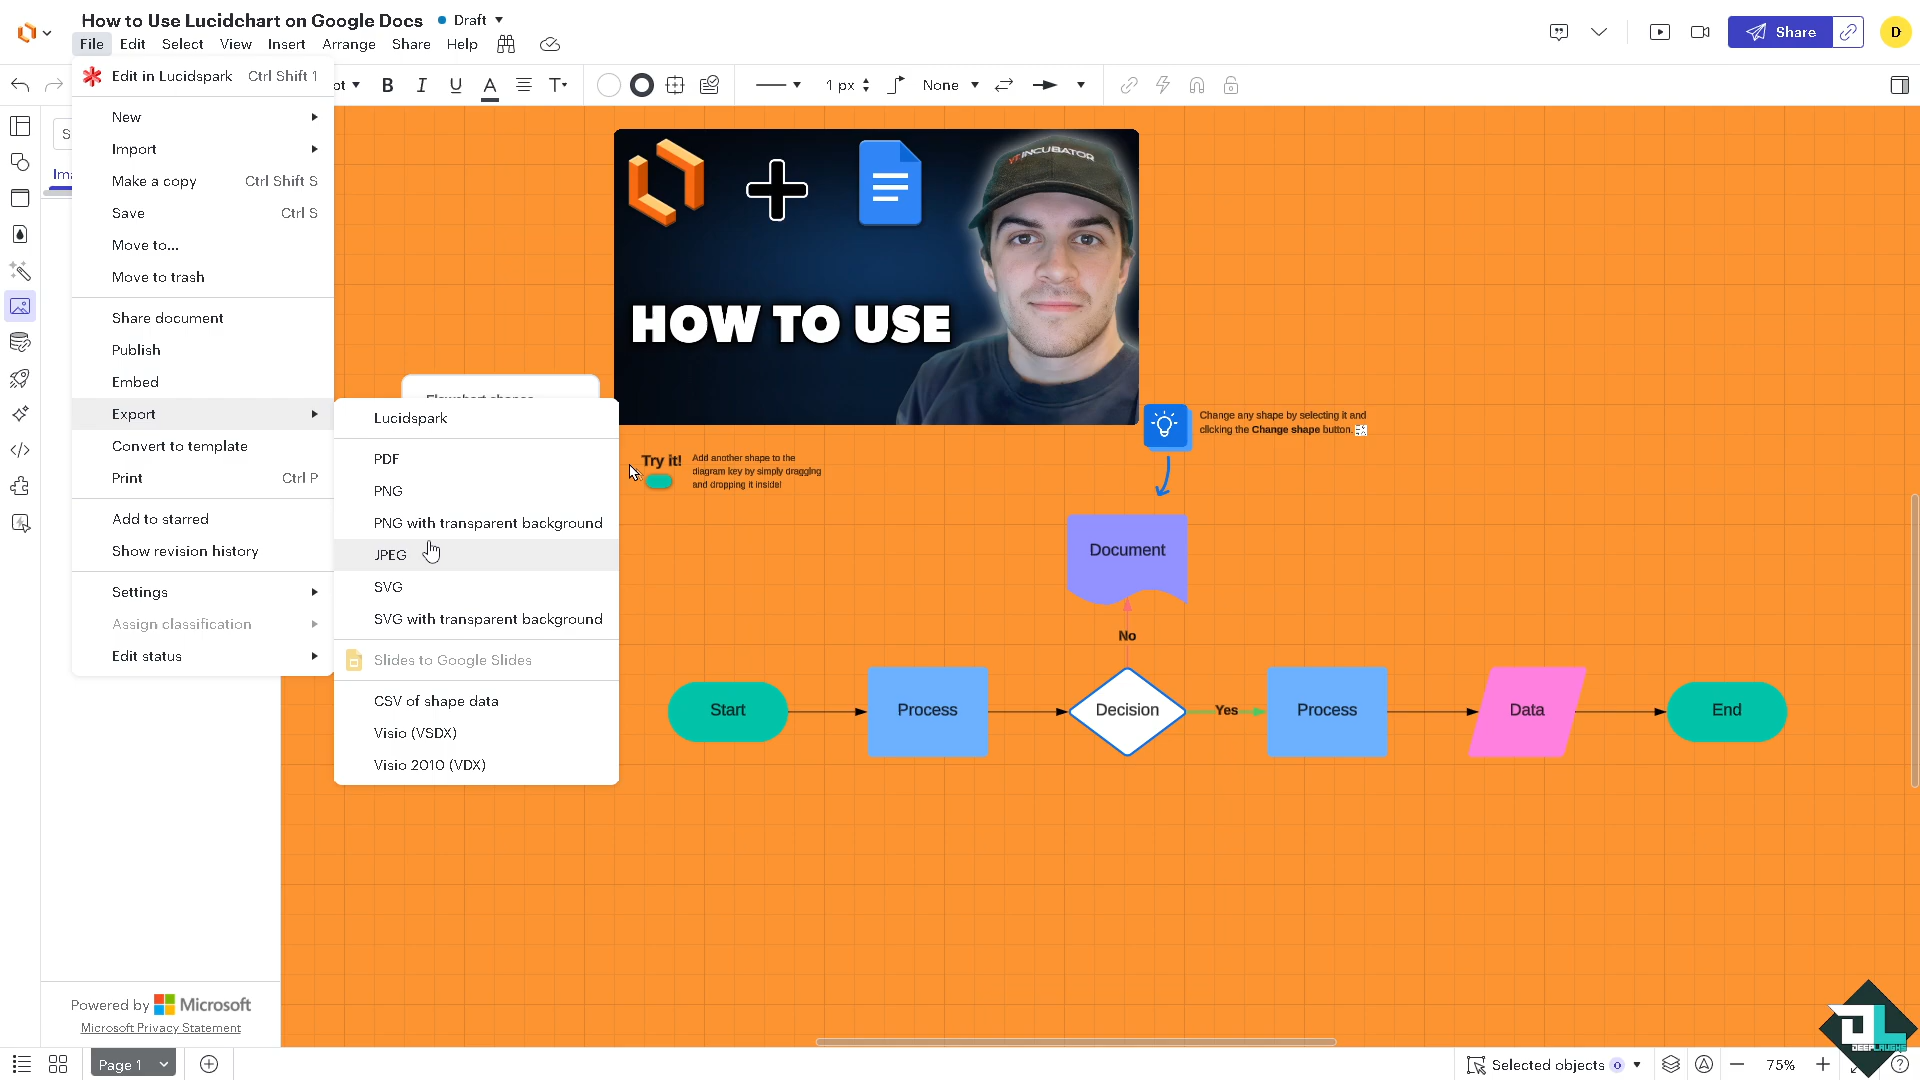 How to Use Lucidchart on Google Docs
Draft
File Edit Select View Insert Arrange Share Help
Share
D
Edit in Lucidspark Ctrl Shift 1
1 px
None
New
Import
Make a copy Ctrl Shift S
Save Ctrl S
Move to...
Move to trash
Share document
Publish
Embed
Export
Convert to template
Print Ctrl P
Add to starred
Show revision history
Settings
Assign classification
Edit status
Lucidspark
PDF
PNG
PNG with transparent background
JPEG
SVG
SVG with transparent background
Slides to Google Slides
CSV of shape data
Visio (VSDX)
Visio 2010 (VDX)
YTINCUBATOR
HOW TO USE
Try it!
Add another shape to the
diagram key by simply dragging
and dropping it inside!
Change any shape by selecting it and
clicking the Change shape button.
Document
No
Start
Process
Decision
Yes
Process
Data
End
Powered by Microsoft
Microsoft Privacy Statement
Page 1
Selected objects 0
75%
DEEPLAUGHS